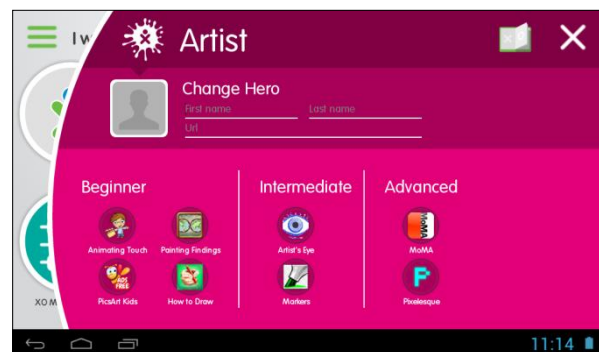 I w
Artist
Change Hero
First name Last name
Url
Beginner Intermediate Advanced
Animating Touch Painting Findings Artist's Eye MoMA
PicsArt Kids How to Draw Markers Pixelesque
XO M
11:14